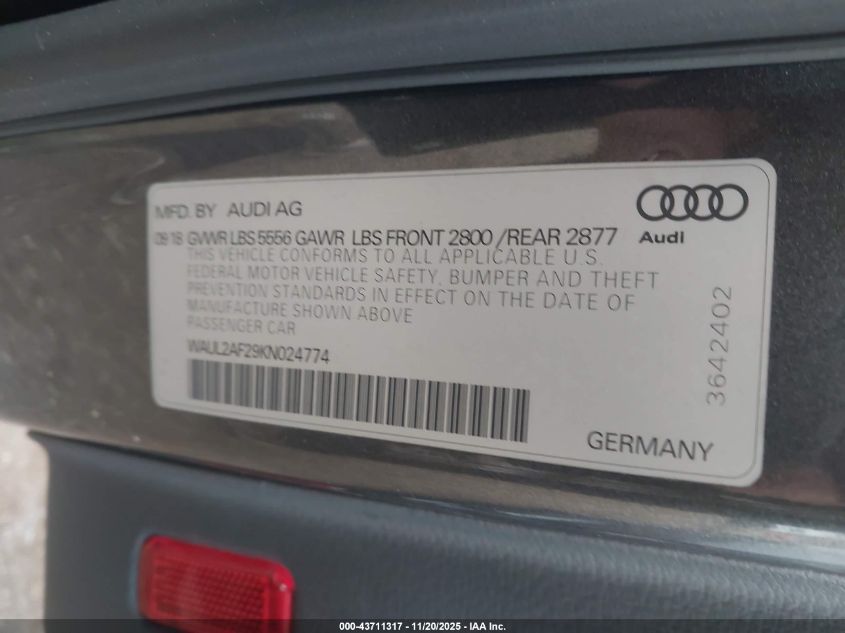 MFD. BY AUDI AG
09 18 GVWR LBS 5556 GAWR LBS FRONT 2800 /REAR 2877
Audi
THIS VEHICLE CONFORMS TO ALL APPLICABLE U.S.
FEDERAL MOTOR VEHICLE SAFETY, BUMPER AND THEFT
PREVENTION STANDARDS IN EFFECT ON THE DATE OF
MANUFACTURE SHOWN ABOVE
PASSENGER CAR
WAUL2AF29KN024774
3642402
GERMANY
000-43711317 - 11/20/2025 - IAA Inc.